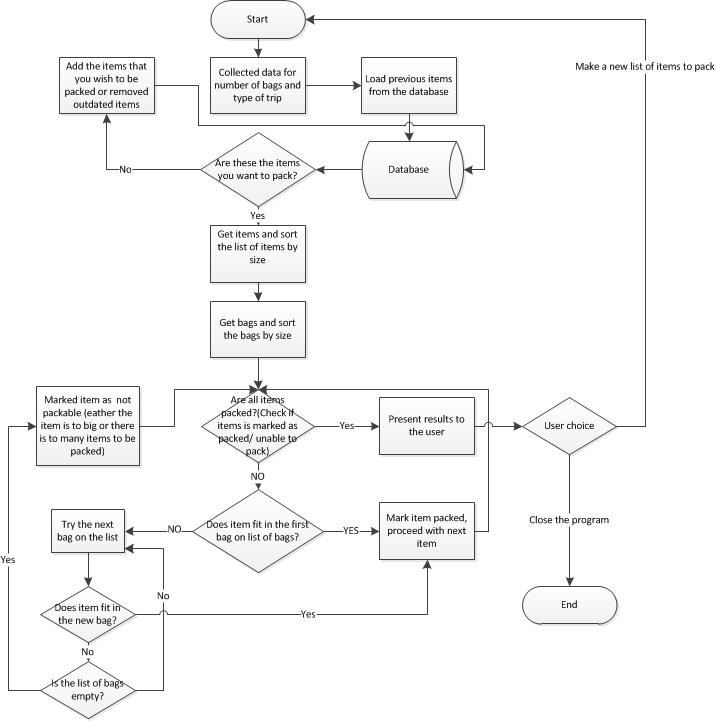 Start
Make a new list of items to pack
Add the items that
you wish to be
packed or removed
outdated items
Collected data for
number of bags and
type of trip
Load previous items
from the database
Are these the items
you want to pack?
Database
No
Yes
Get items and sort
the list of items by
size
Get bags and sort
the bags by size
Marked item as not
packable (eather the
item is to big or there
is to many items to be
packed)
Are all items
packed?(Check if
items is marked as
packed/ unable to
pack)
Yes
Present results to
the user
User choice
NO
Try the next
bag on the list
NO
Does item fit in the first
bag on list of bags?
YES
Mark item packed,
proceed with next
item
Close the program
Yes
No
Does item fit in
the new bag?
Yes
End
No
Is the list of bags
empty?